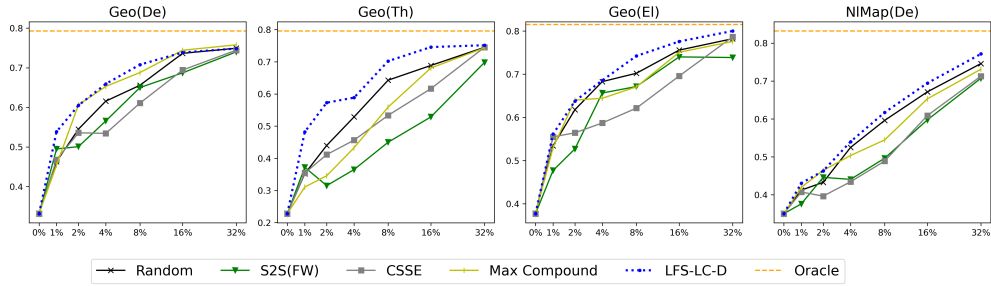 Geo(De) Geo(Th) Geo(El) NIMap(De)
0.8 0.7 0.6 0.5 0.4
0% 1% 2% 4% 8% 16% 32%
0.8 0.7 0.6 0.5 0.4 0.3 0.2
0% 1% 2% 4% 8% 16% 32%
0.8 0.7 0.6 0.5 0.4
0% 1% 2% 4% 8% 16% 32%
0.8 0.7 0.6 0.5 0.4
0% 1% 2% 4% 8% 16% 32%
Random S2S(FW) CSSE Max Compound LFS-LC-D Oracle